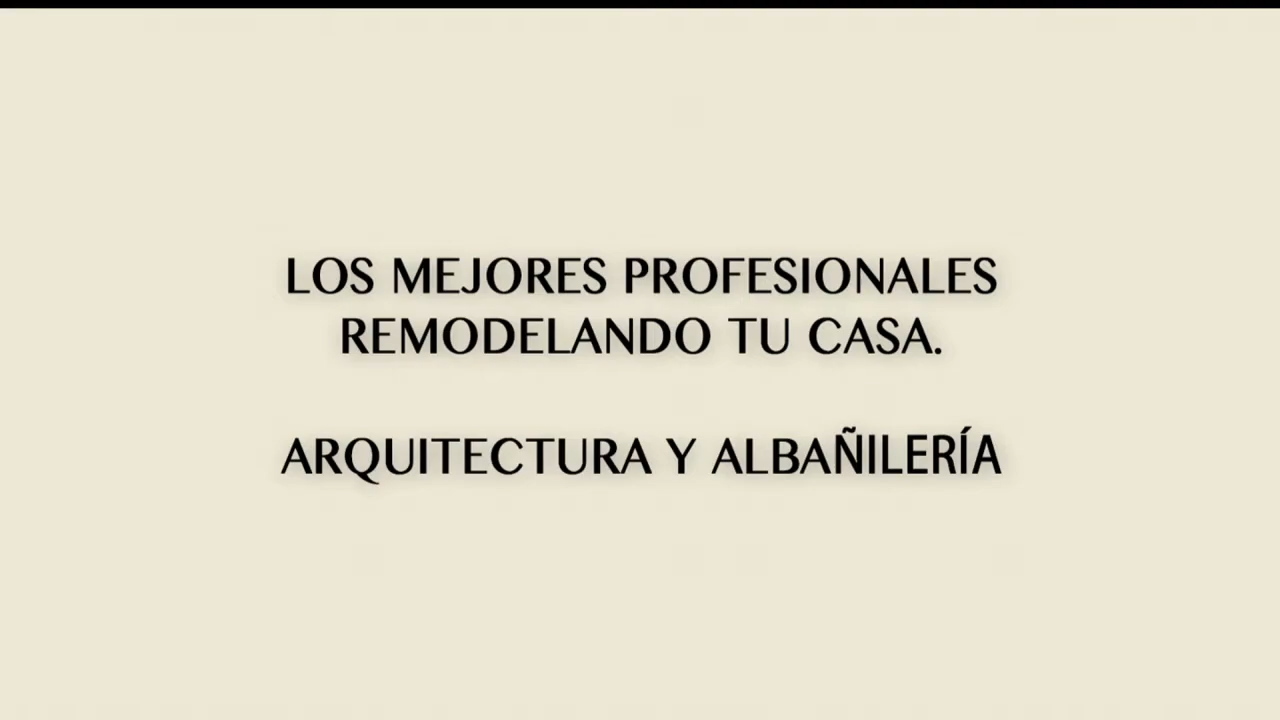 LOS MEJORES PROFESIONALES
REMODELANDO TU CASA.
ARQUITECTURA Y ALBAÑILERÍA